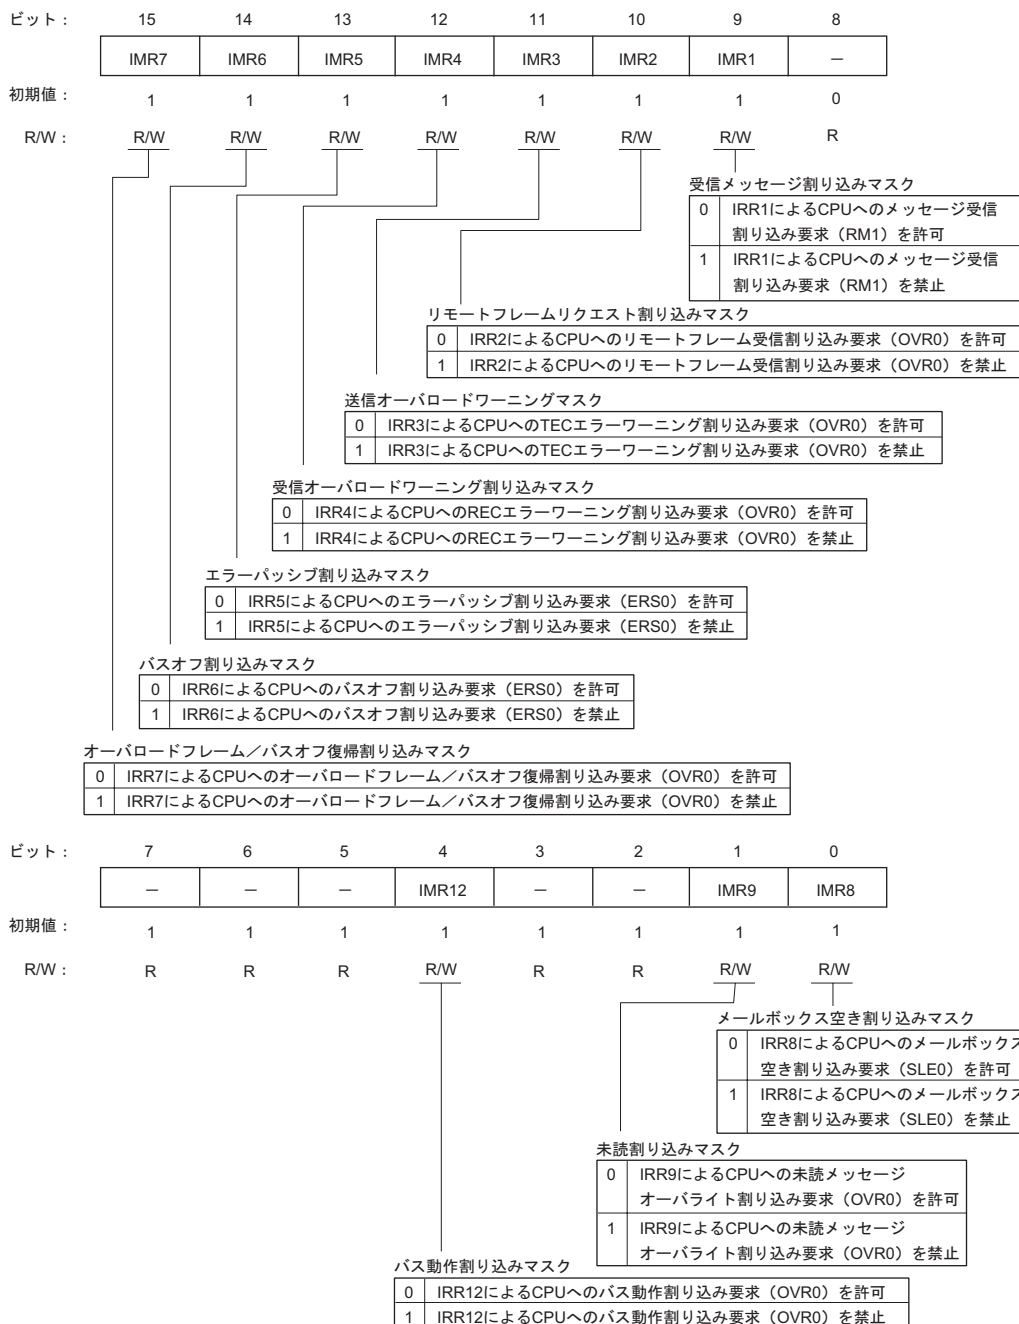 ビット： 15 14 13 12 11 10 9 8
IMR7 IMR6 IMR5 IMR4 IMR3 IMR2 IMR1 －
初期値： 1 1 1 1 1 1 1 0
R/W： R/W R/W R/W R/W R/W R/W R/W R
受信メッセージ割り込みマスク
0 IRR1によるCPUへのメッセージ受信
割り込み要求（RM1）を許可
1 IRR1によるCPUへのメッセージ受信
割り込み要求（RM1）を禁止
リモートフレームリクエスト割り込みマスク
0 IRR2によるCPUへのリモートフレーム受信割り込み要求（OVR0）を許可
1 IRR2によるCPUへのリモートフレーム受信割り込み要求（OVR0）を禁止
送信オーバロードワーニングマスク
0 IRR3によるCPUへのTECエラーワーニング割り込み要求（OVR0）を許可
1 IRR3によるCPUへのTECエラーワーニング割り込み要求（OVR0）を禁止
受信オーバロードワーニング割り込みマスク
0 IRR4によるCPUへのRECエラーワーニング割り込み要求（OVR0）を許可
1 IRR4によるCPUへのRECエラーワーニング割り込み要求（OVR0）を禁止
エラーパッシブ割り込みマスク
0 IRR5によるCPUへのエラーパッシブ割り込み要求（ERS0）を許可
1 IRR5によるCPUへのエラーパッシブ割り込み要求（ERS0）を禁止
バスオフ割り込みマスク
0 IRR6によるCPUへのバスオフ割り込み要求（ERS0）を許可
1 IRR6によるCPUへのバスオフ割り込み要求（ERS0）を禁止
オーバロードフレーム／バスオフ復帰割り込みマスク
0 IRR7によるCPUへのオーバロードフレーム／バスオフ復帰割り込み要求（OVR0）を許可
1 IRR7によるCPUへのオーバロードフレーム／バスオフ復帰割り込み要求（OVR0）を禁止
ビット： 7 6 5 4 3 2 1 0
－ － － IMR12 － － IMR9 IMR8
初期値： 1 1 1 1 1 1 1 1
R/W： R R R R/W R R R/W R/W
メールボックス空き割り込みマスク
0 IRR8によるCPUへのメールボックス
空き割り込み要求（SLE0）を許可
1 IRR8によるCPUへのメールボックス
空き割り込み要求（SLE0）を禁止
未読割り込みマスク
0 IRR9によるCPUへの未読メッセージ
オーバライト割り込み要求（OVR0）を許可
1 IRR9によるCPUへの未読メッセージ
オーバライト割り込み要求（OVR0）を禁止
バス動作割り込みマスク
0 IRR12によるCPUへのバス動作割り込み要求（OVR0）を許可
1 IRR12によるCPUへのバス動作割り込み要求（OVR0）を禁止